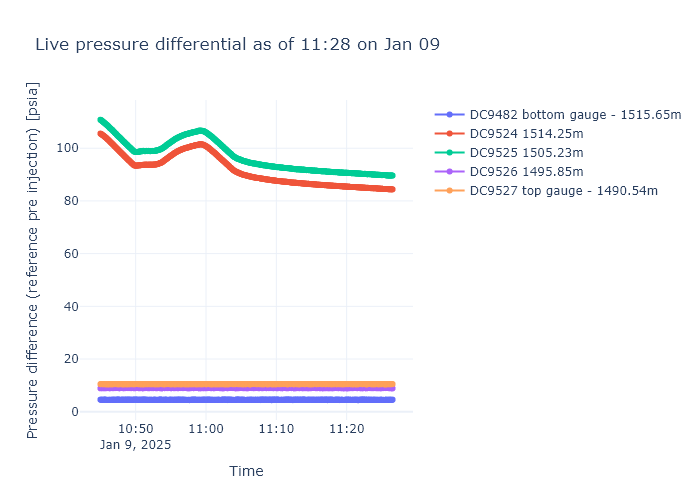 Live pressure differential as of 11:28 on Jan 09
Pressure difference (reference pre injection) [psia]
100
80
60
40
20
0
10:50
11:00
11:10
11:20
Jan 9, 2025
Time
DC9482 bottom gauge - 1515.65m
DC9524 1514.25m
DC9525 1505.23m
DC9526 1495.85m
DC9527 top gauge - 1490.54m